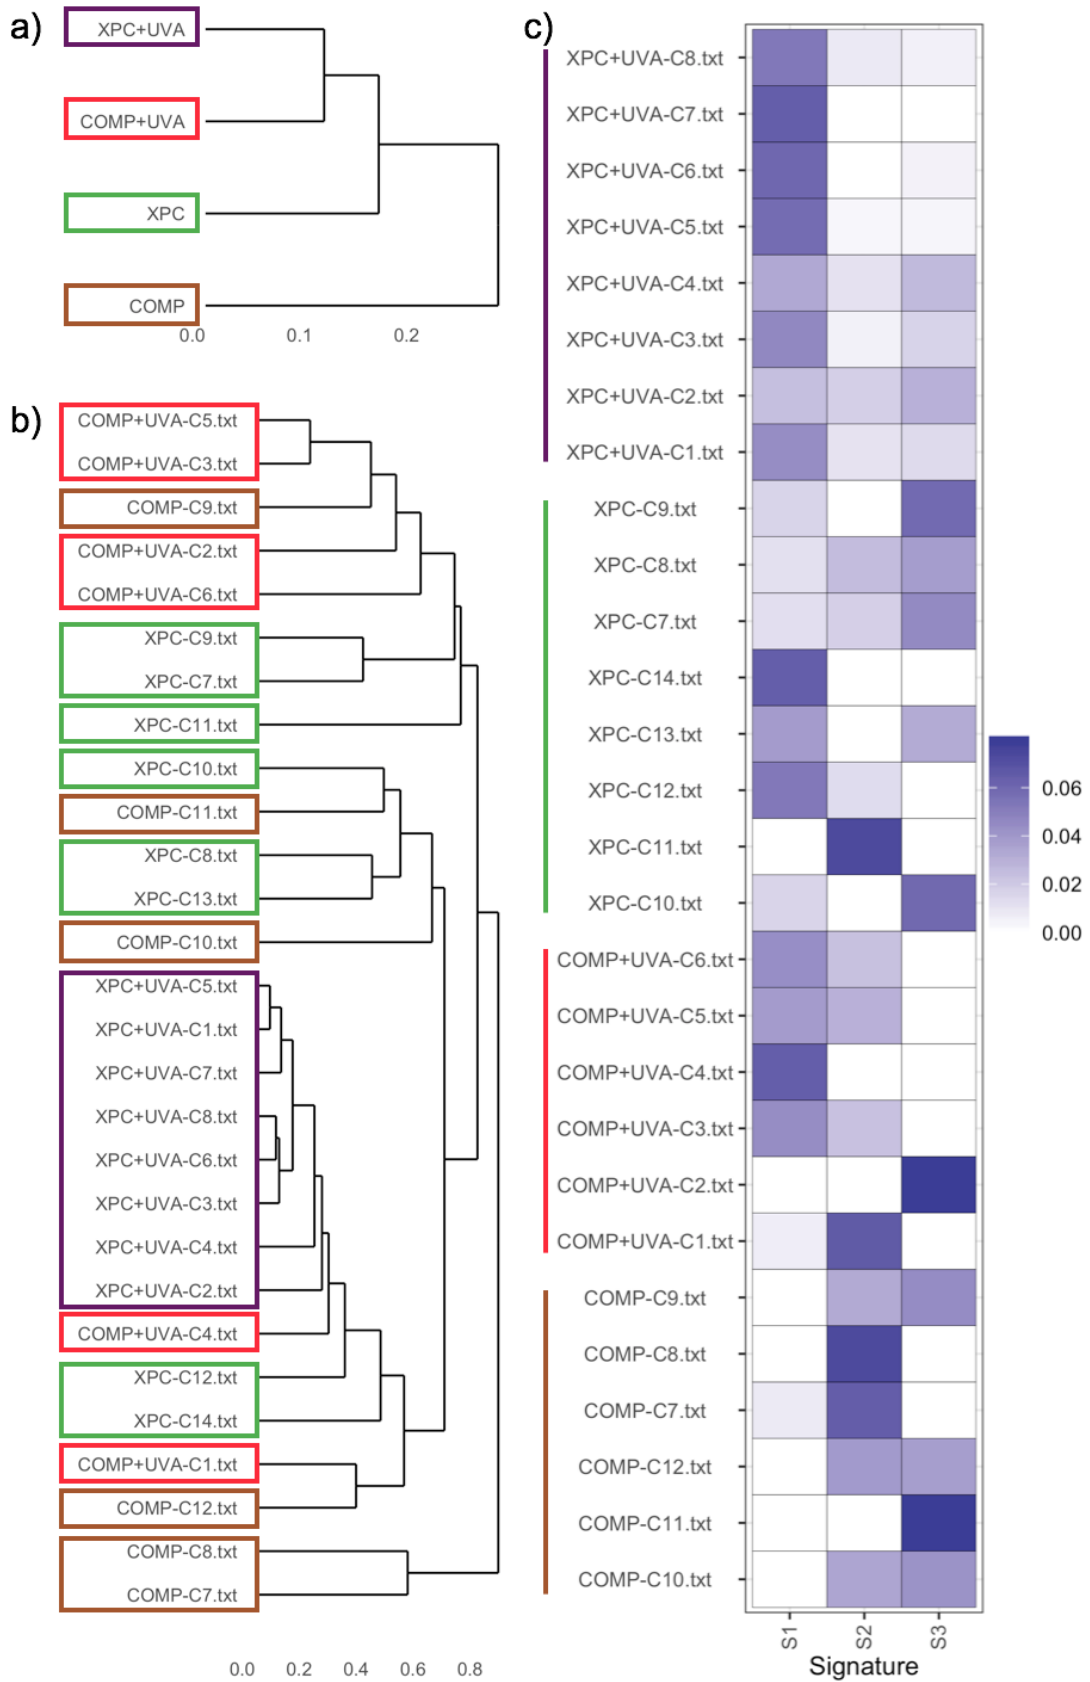 a)
XPC+UVA
COMP+UVA
XPC
COMP
0.0 0.1 0.2
b)
COMP+UVA-C5.txt
COMP+UVA-C3.txt
COMP-C9.txt
COMP+UVA-C2.txt
COMP+UVA-C6.txt
XPC-C9.txt
XPC-C7.txt
XPC-C11.txt
XPC-C10.txt
COMP-C11.txt
XPC-C8.txt
XPC-C13.txt
COMP-C10.txt
XPC+UVA-C5.txt
XPC+UVA-C1.txt
XPC+UVA-C7.txt
XPC+UVA-C8.txt
XPC+UVA-C6.txt
XPC+UVA-C3.txt
XPC+UVA-C4.txt
XPC+UVA-C2.txt
COMP+UVA-C4.txt
XPC-C12.txt
XPC-C14.txt
COMP+UVA-C1.txt
COMP-C12.txt
COMP-C8.txt
COMP-C7.txt
0.0 0.2 0.4 0.6 0.8
c)
XPC+UVA-C8.txt
XPC+UVA-C7.txt
XPC+UVA-C6.txt
XPC+UVA-C5.txt
XPC+UVA-C4.txt
XPC+UVA-C3.txt
XPC+UVA-C2.txt
XPC+UVA-C1.txt
XPC-C9.txt
XPC-C8.txt
XPC-C7.txt
XPC-C14.txt
XPC-C13.txt
XPC-C12.txt
XPC-C11.txt
XPC-C10.txt
COMP+UVA-C6.txt
COMP+UVA-C5.txt
COMP+UVA-C4.txt
COMP+UVA-C3.txt
COMP+UVA-C2.txt
COMP+UVA-C1.txt
COMP-C9.txt
COMP-C8.txt
COMP-C7.txt
COMP-C12.txt
COMP-C11.txt
COMP-C10.txt
S1 S2 S3
Signature
0.06
0.04
0.02
0.00